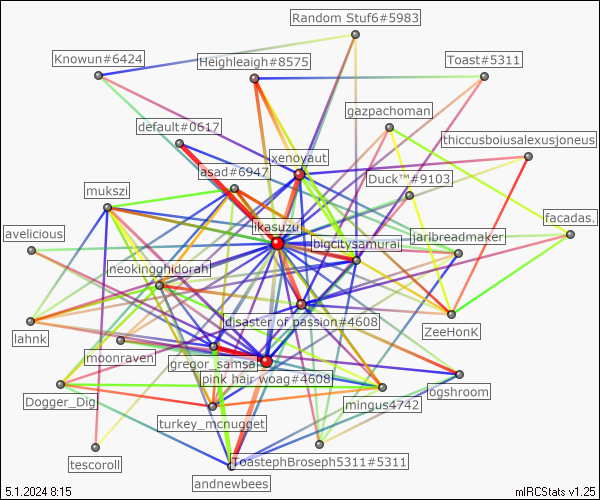 Random Stuf6#5983
Knowun#6424
Heighleaigh#8575
Toast#5311
gazpachoman
default#0617
thiccusboiusalexusjoneus
xenoyaut
asad#6947
Duck™#9103
mukszi
facadas.
ikasuzu
avelicious
bigcitysamurai
jaribreadmaker
neokingghidorah
disaster of passion#4608
ZeeHonK
lahnk
moonraven
gregor_samsa
pink hair woag#4608
ogshroom
Dogger_Dig
mingus4742
turkey_mcnugget
tescoroll
ToastephBroseph5311#5311
andnewbees
5.1.2024 8:15
mIRCStats v1.25